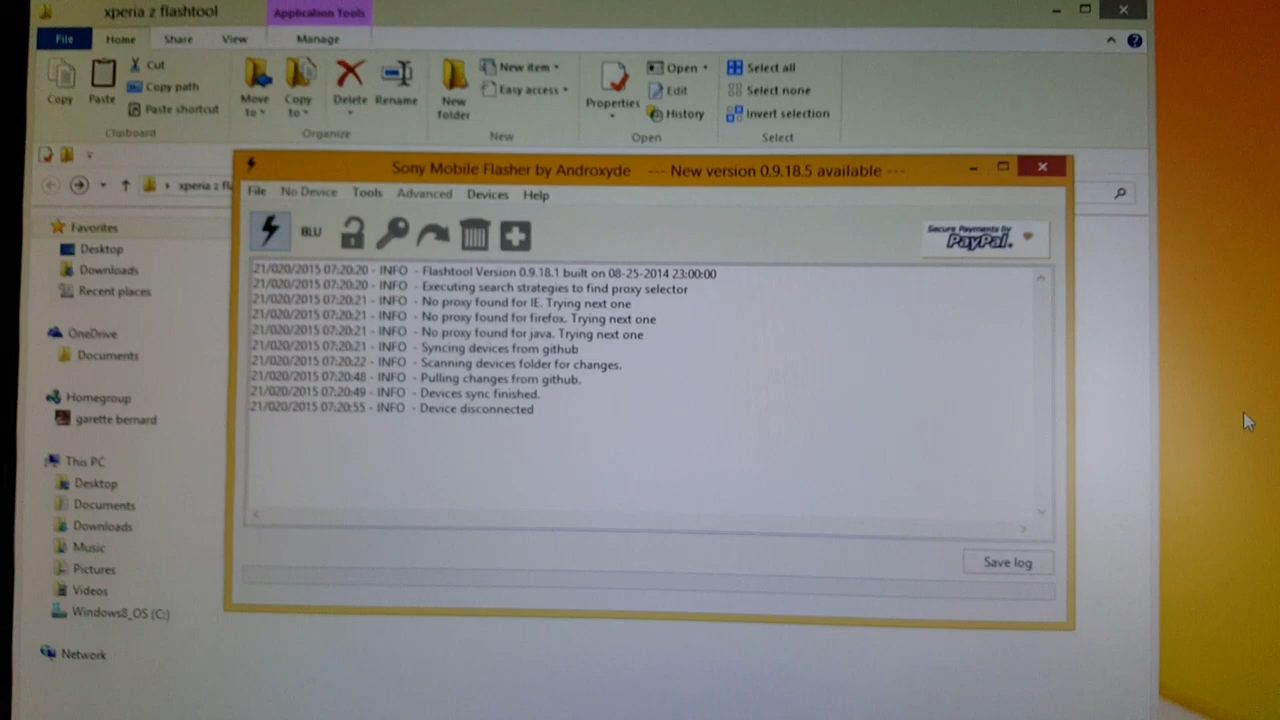 xperia z flashtool
Application Tools
File Home Share View Manage
Copy
Paste
Cut
Copy path
Paste shortcut
Clipboard
Move to
Copy to
Delete
Rename
Organize
New folder
New item
Easy access
New
Properties
Open
Edit
History
Open
Select all
Select none
Invert selection
Select
xperia z fl
Favorites
Desktop
Downloads
Recent places
OneDrive
Documents
Homegroup
garette bernard
This PC
Desktop
Documents
Downloads
Music
Pictures
Videos
Windows8_OS (C:)
Network
Sony Mobile Flasher by Androxyde --- New version 0.9.18.5 available ---
File No Device Tools Advanced Devices Help
BLU
Secure Payments by
PayPal.
21/020/2015 07:20:20 - INFO - Flashtool Version 0.9.18.1 built on 08-25-2014 23:00:00
21/020/2015 07:20:20 - INFO - Executing search strategies to find proxy selector
21/020/2015 07:20:21 - INFO - No proxy found for IE. Trying next one
21/020/2015 07:20:21 - INFO - No proxy found for firefox. Trying next one
21/020/2015 07:20:21 - INFO - No proxy found for java. Trying next one
21/020/2015 07:20:21 - INFO - Syncing devices from github
21/020/2015 07:20:22 - INFO - Scanning devices folder for changes.
21/020/2015 07:20:48 - INFO - Pulling changes from github.
21/020/2015 07:20:49 - INFO - Devices sync finished.
21/020/2015 07:20:55 - INFO - Device disconnected
Save log